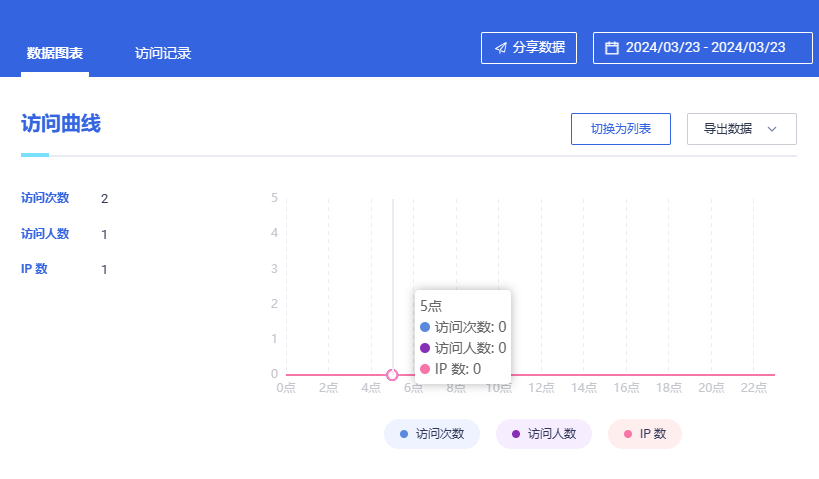 数据图表
访问记录
分享数据
2024/03/23 - 2024/03/23
访问曲线
切换为列表
导出数据
访问次数 2
访问人数 1
IP 数 1
5
4
3
2
1
0
5点
访问次数: 0
访问人数: 0
IP 数: 0
0点 2点 4点 6点 8点 10点 12点 14点 16点 18点 20点 22点
访问次数 访问人数 IP 数